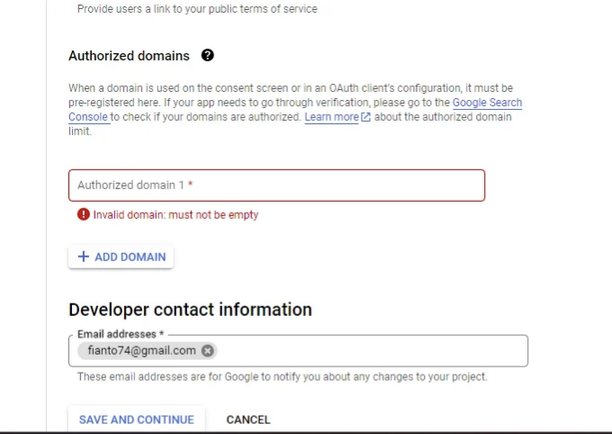 Provide users a link to your public terms of service
Authorized domains ?
When a domain is used on the consent screen or in an OAuth client's configuration, it must be
pre-registered here. If your app needs to go through verification, please go to the Google Search
Console to check if your domains are authorized. Learn more about the authorized domain
limit.
Authorized domain 1 *
! Invalid domain: must not be empty
+ ADD DOMAIN
Developer contact information
Email addresses *
fianto74@gmail.com
These email addresses are for Google to notify you about any changes to your project.
SAVE AND CONTINUE CANCEL